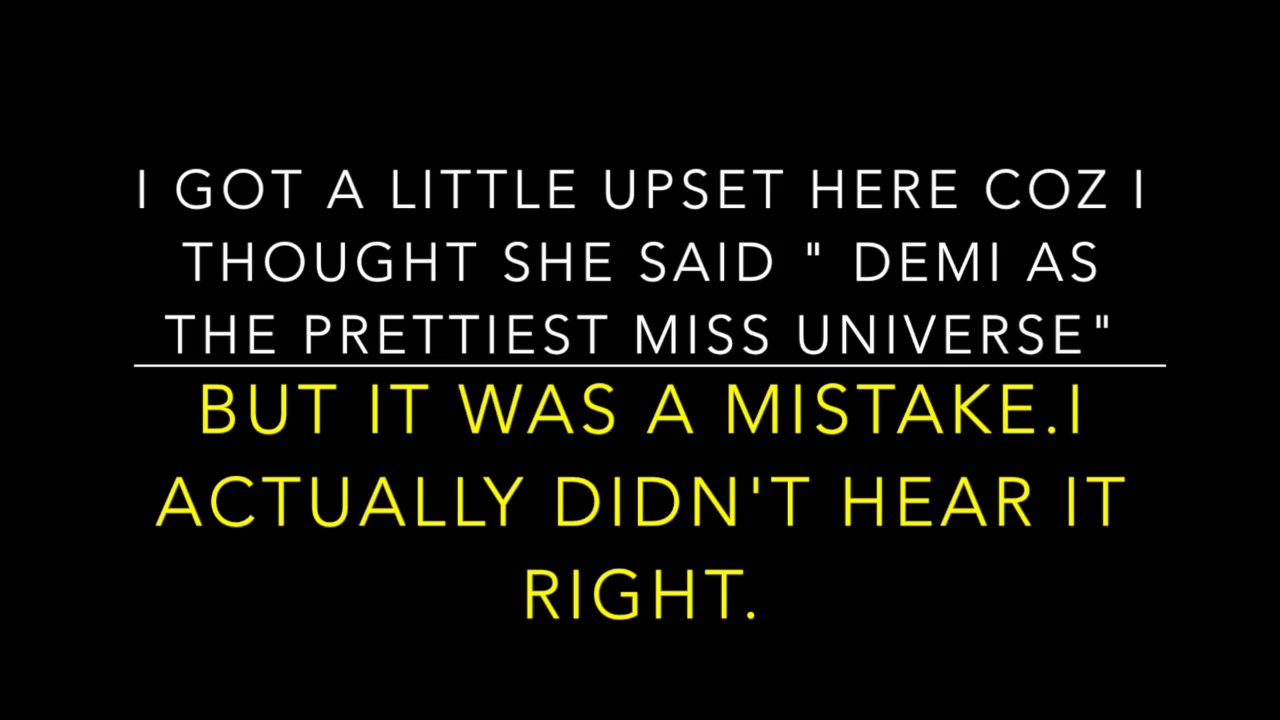 I GOT A LITTLE UPSET HERE COZ I
THOUGHT SHE SAID " DEMI AS
THE PRETTIEST MISS UNIVERSE"
BUT IT WAS A MISTAKE.I
ACTUALLY DIDN'T HEAR IT
RIGHT.